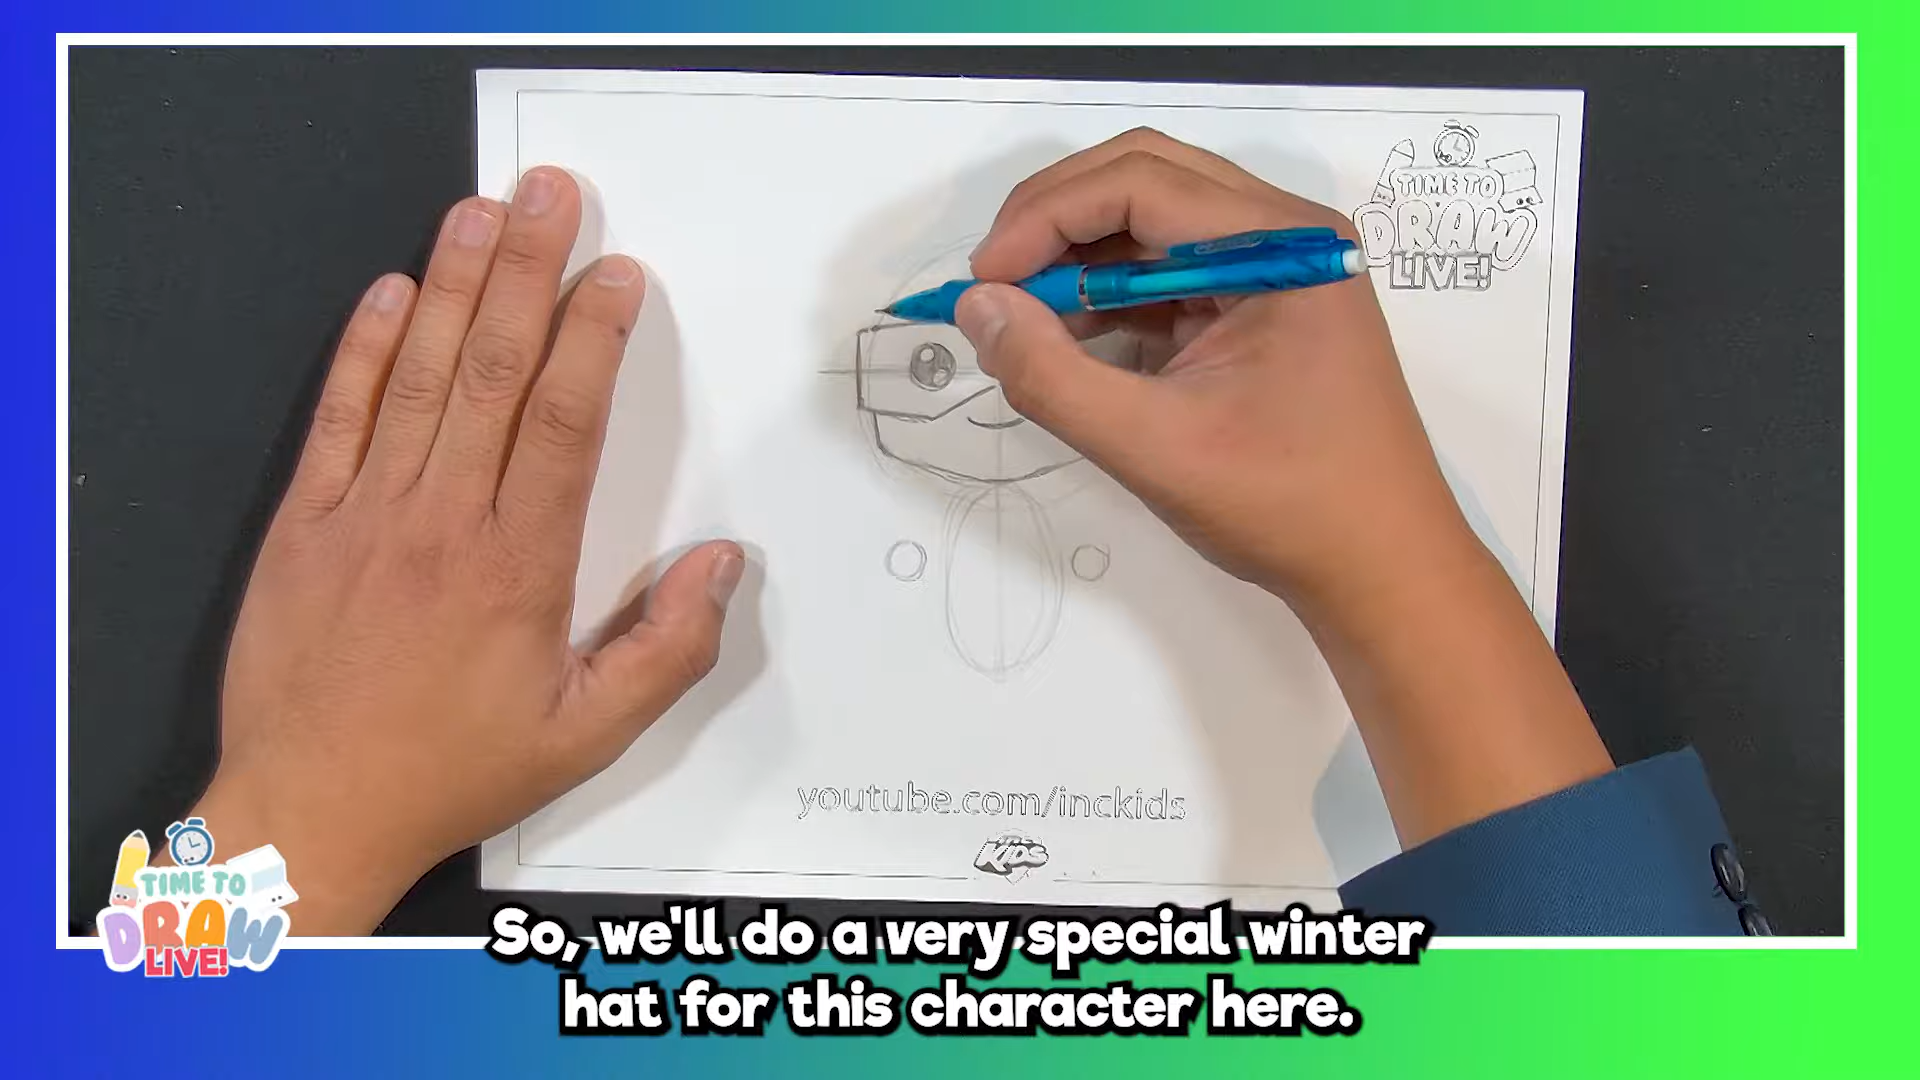 TIME TO
DRAW
LIVE!
youtube.com/inckids
KIDS
TIME TO
DRAW
LIVE!
So, we'll do a very special winter
hat for this character here.